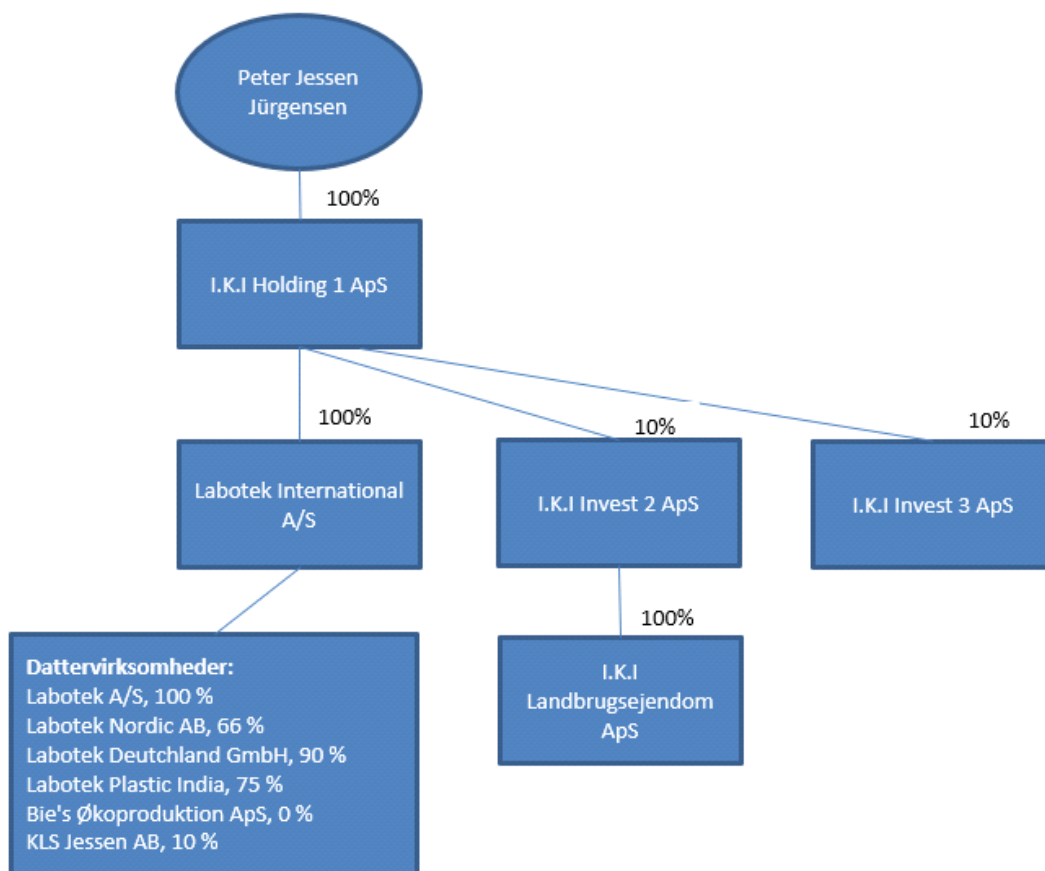 Peter Jessen
Jürgensen
100%
I.K.I Holding 1 ApS
100%
10%
10%
Labotek International
A/S
I.K.I Invest 2 ApS
I.K.I Invest 3 ApS
100%
Dattervirksomheder:
Labotek A/S, 100 %
Labotek Nordic AB, 66 %
Labotek Deutchland GmbH, 90 %
Labotek Plastic India, 75 %
Bie's Økoproduktion ApS, 0 %
KLS Jessen AB, 10 %
I.K.I
Landbrugsejendom
ApS